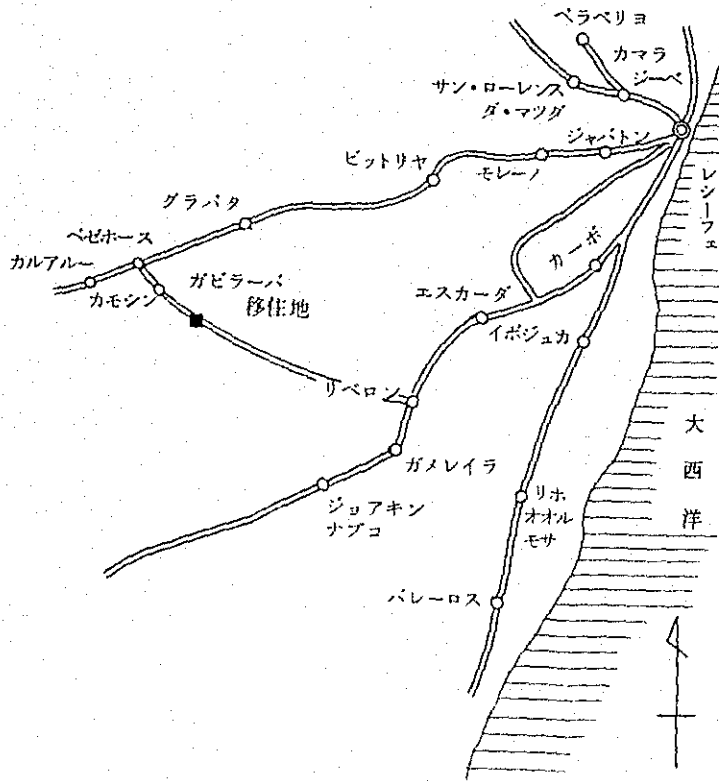 ペラベリヨ
カマラ
ジーベ
サン・ローレンス
ダ・マツダ
ジャバトン
ビットリヤ
モレーノ
レシーフェ
グラバタ
ベゼホース
カルアルー
カモシン
ガビラーバ
移住地
カーボ
エスカーダ
イポジュカ
リベロン
大西洋
ガメレイラ
ジョアキン
ナブコ
リホ
オオル
モサ
バレーロス